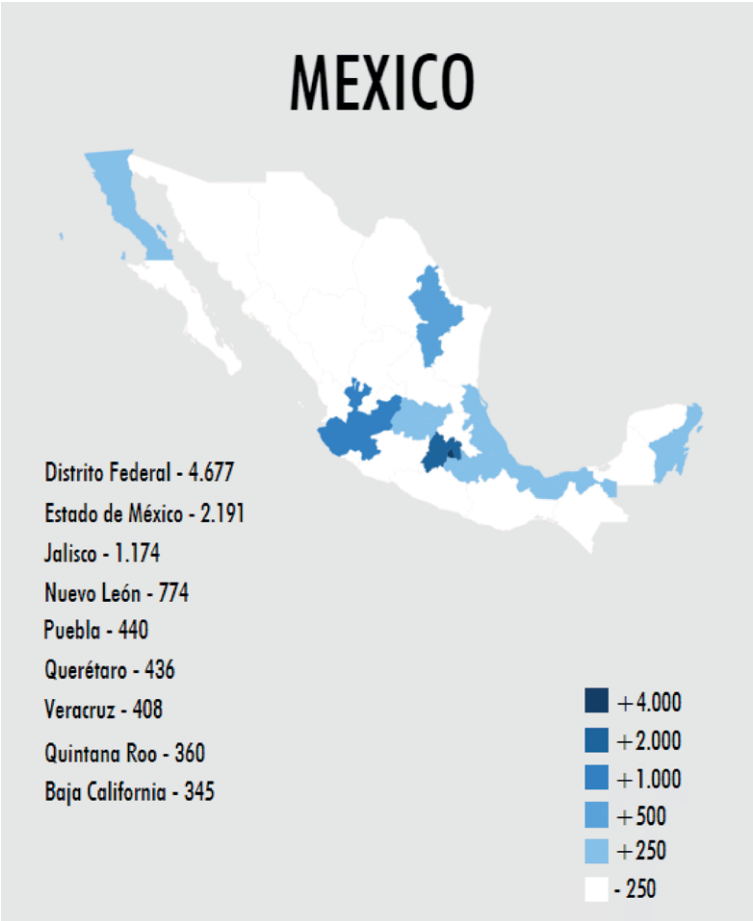 MEXICO
Distrito Federal - 4.677
Estado de México - 2.191
Jalisco - 1.174
Nuevo León - 774
Puebla - 440
Querétaro - 436
Veracruz - 408
Quintana Roo - 360
Baja California - 345
+4.000
+2.000
+1.000
+500
+250
- 250